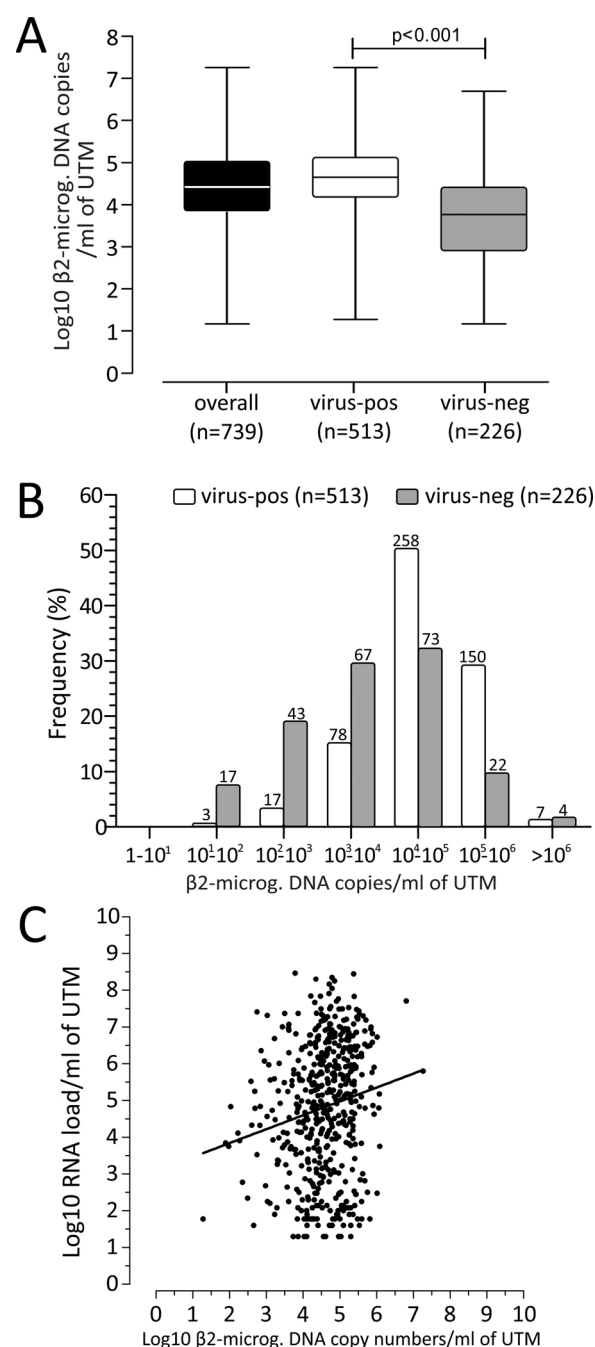 A
Log10 β2-microg. DNA copies
/ml of UTM
8
7
6
5
4
3
2
1
0
p<0.001
overall
(n=739)
virus-pos
(n=513)
virus-neg
(n=226)
B
Frequency (%)
60
50
40
30
20
10
0
virus-pos (n=513)
virus-neg (n=226)
3
17
17
43
78
67
258
73
150
22
7
4
1-10¹
10¹-10²
10²-10³
10³-10⁴
10⁴-10⁵
10⁵-10⁶
>10⁶
β2-microg. DNA copies/ml of UTM
C
Log10 RNA load/ml of UTM
10
9
8
7
6
5
4
3
2
1
0
0 1 2 3 4 5 6 7 8 9 10
Log10 β2-microg. DNA copy numbers/ml of UTM